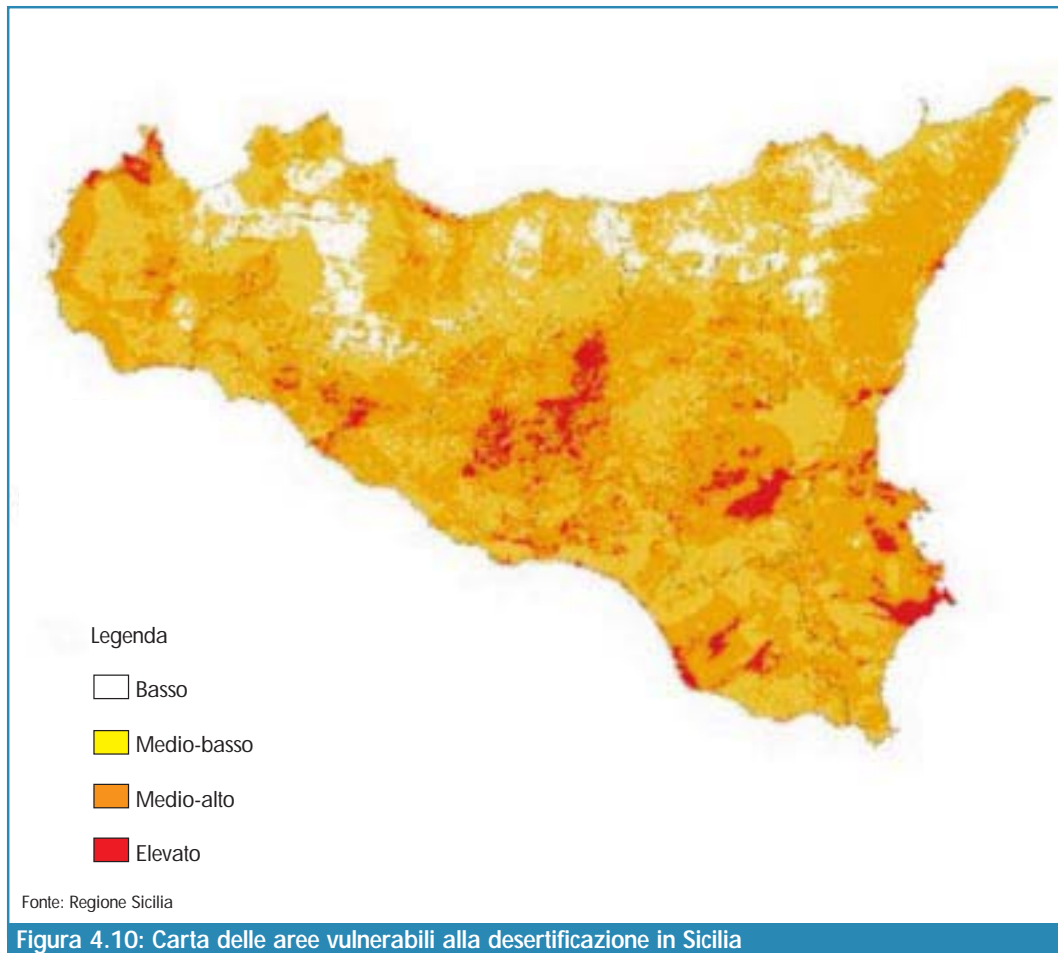 Legenda
Basso
Medio-basso
Medio-alto
Elevato
Fonte: Regione Sicilia
Figura 4.10: Carta delle aree vulnerabili alla desertificazione in Sicilia